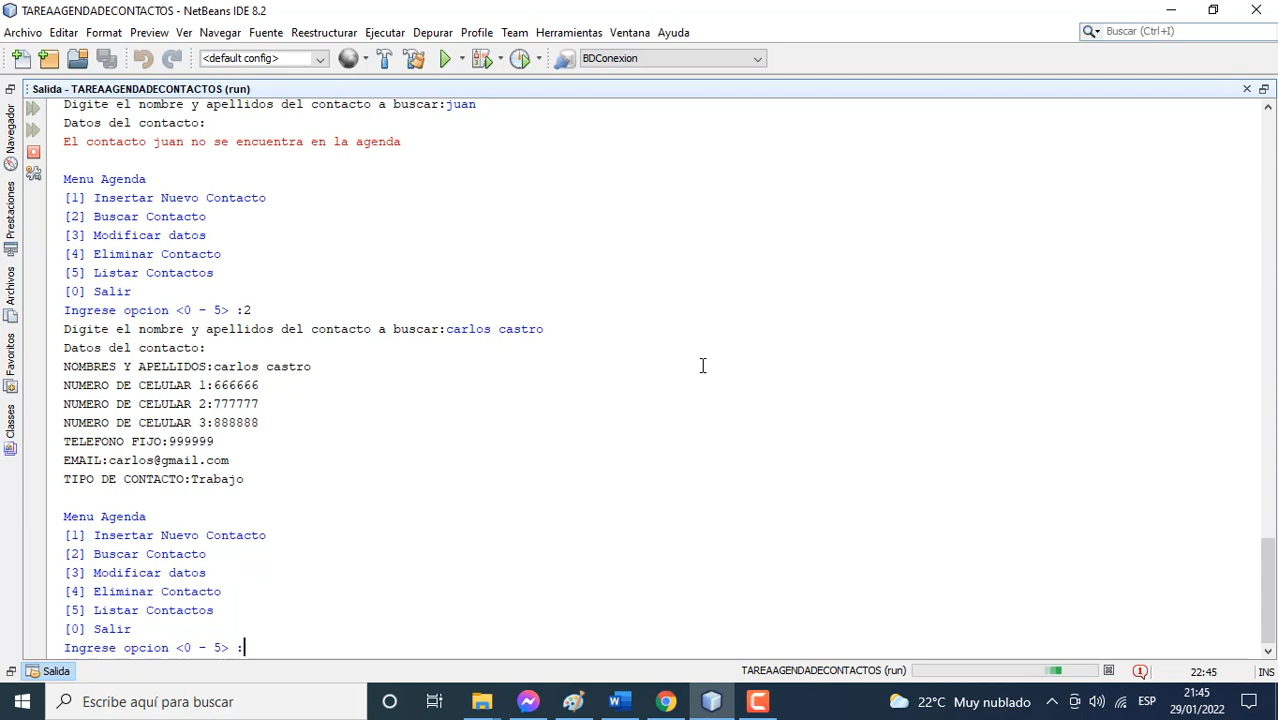 TAREAAGENDADECONTACTOS - NetBeans IDE 8.2
Archivo Editar Format Preview Ver Navegar Fuente Reestructurar Ejecutar Depurar Profile Team Herramientas Ventana Ayuda
Buscar (Ctrl+I)
<default config>
BDConexion
Salida - TAREAAGENDADECONTACTOS (run)
Navegador
Prestaciones
Archivos
Favoritos
Classes
Digite el nombre y apellidos del contacto a buscar:juan
Datos del contacto:
El contacto juan no se encuentra en la agenda
Menu Agenda
[1] Insertar Nuevo Contacto
[2] Buscar Contacto
[3] Modificar datos
[4] Eliminar Contacto
[5] Listar Contactos
[0] Salir
Ingrese opcion <0 - 5> :2
Digite el nombre y apellidos del contacto a buscar:carlos castro
Datos del contacto:
NOMBRES Y APELLIDOS:carlos castro
NUMERO DE CELULAR 1:666666
NUMERO DE CELULAR 2:777777
NUMERO DE CELULAR 3:888888
TELEFONO FIJO:999999
EMAIL:carlos@gmail.com
TIPO DE CONTACTO:Trabajo
Menu Agenda
[1] Insertar Nuevo Contacto
[2] Buscar Contacto
[3] Modificar datos
[4] Eliminar Contacto
[5] Listar Contactos
[0] Salir
Ingrese opcion <0 - 5> :
Salida
TAREAAGENDADECONTACTOS (run)
1
22:45
INS
Escribe aquí para buscar
22°C Muy nublado
ESP
21:45
29/01/2022